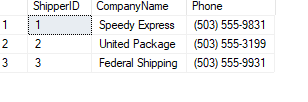 ShipperID CompanyName Phone
1 1 Speedy Express (503) 555-9831
2 2 United Package (503) 555-3199
3 3 Federal Shipping (503) 555-9931